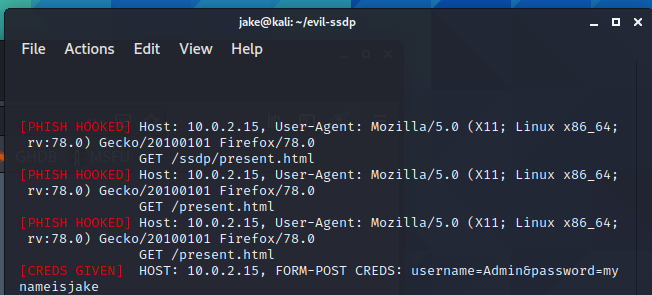 jake@kali: ~/evil-ssdp
File Actions Edit View Help
[PHISH HOOKED] Host: 10.0.2.15, User-Agent: Mozilla/5.0 (X11; Linux x86_64;
rv:78.0) Gecko/20100101 Firefox/78.0
GET /ssdp/present.html
[PHISH HOOKED] Host: 10.0.2.15, User-Agent: Mozilla/5.0 (X11; Linux x86_64;
rv:78.0) Gecko/20100101 Firefox/78.0
GET /present.html
[PHISH HOOKED] Host: 10.0.2.15, User-Agent: Mozilla/5.0 (X11; Linux x86_64;
rv:78.0) Gecko/20100101 Firefox/78.0
GET /present.html
[CREDS GIVEN] HOST: 10.0.2.15, FORM-POST CREDS: username=Admin&password=my
nameisjake